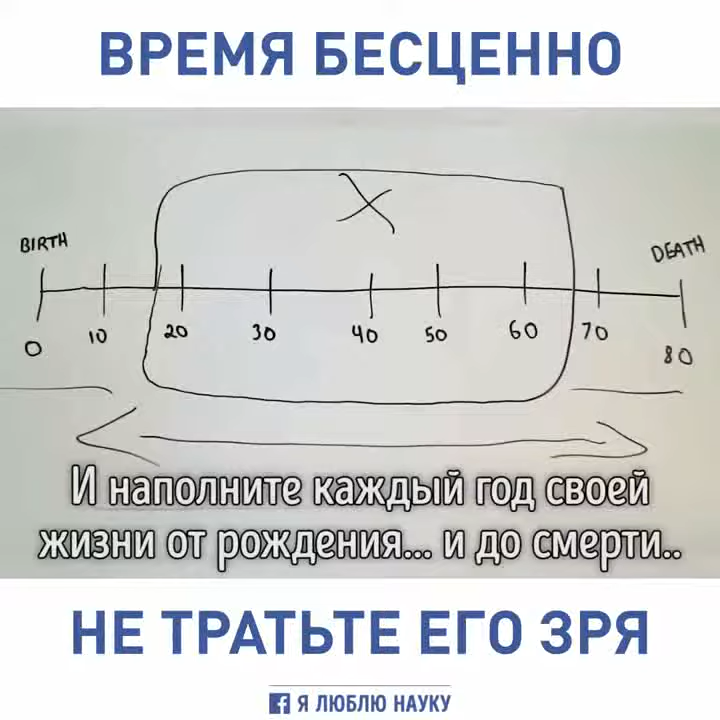 ВРЕМЯ БЕСЦЕННО
X
BIRTH
DEATH
0 10 20 30 40 50 60 70 80
И наполните каждый год своей
жизни от рождения... и до смерти..
НЕ ТРАТЬТЕ ЕГО ЗРЯ
Я ЛЮБЛЮ НАУКУ